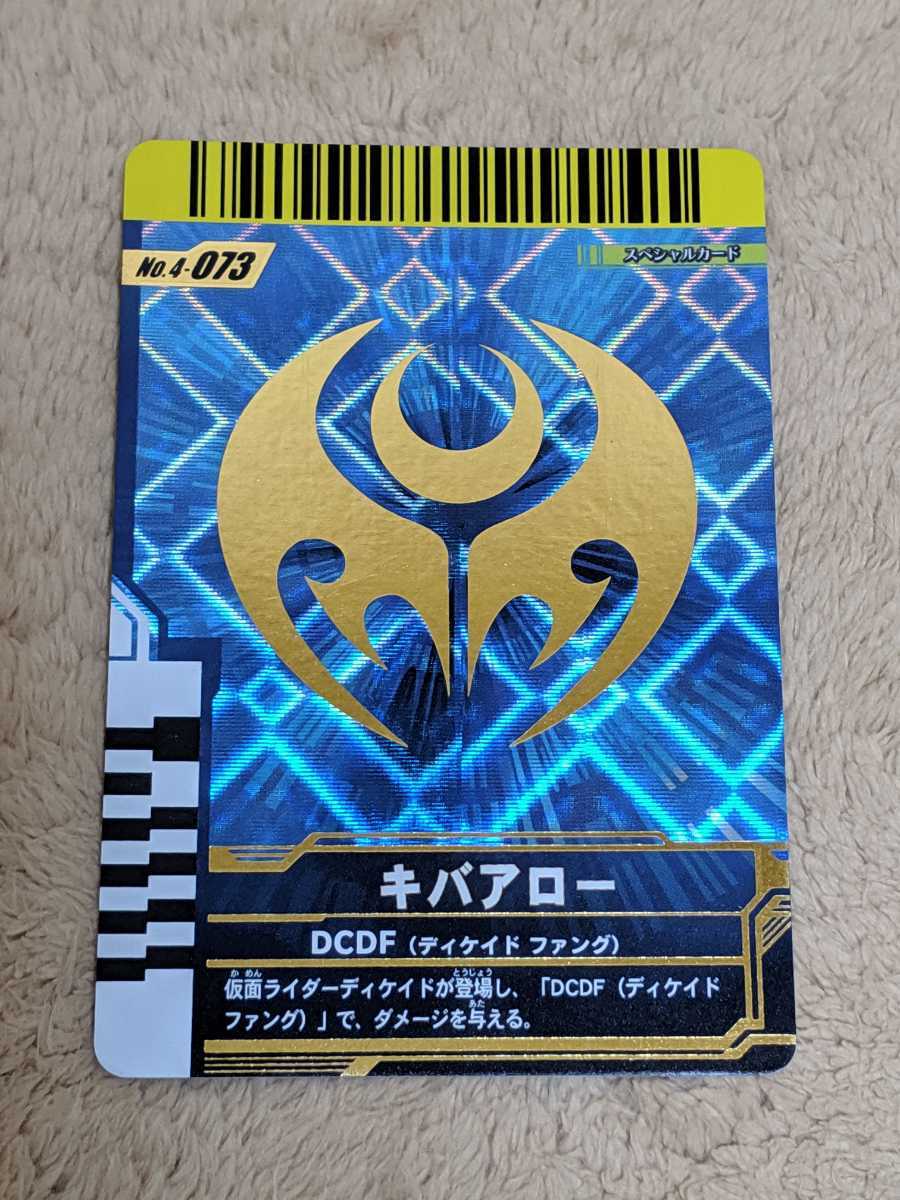 No.4-073
スペシャルカード
キバアロー
DCDF（ディケイド ファング）
仮面ライダーディケイドが登場し、「DCDF（ディケイド
ファング）」で、ダメージを与える。